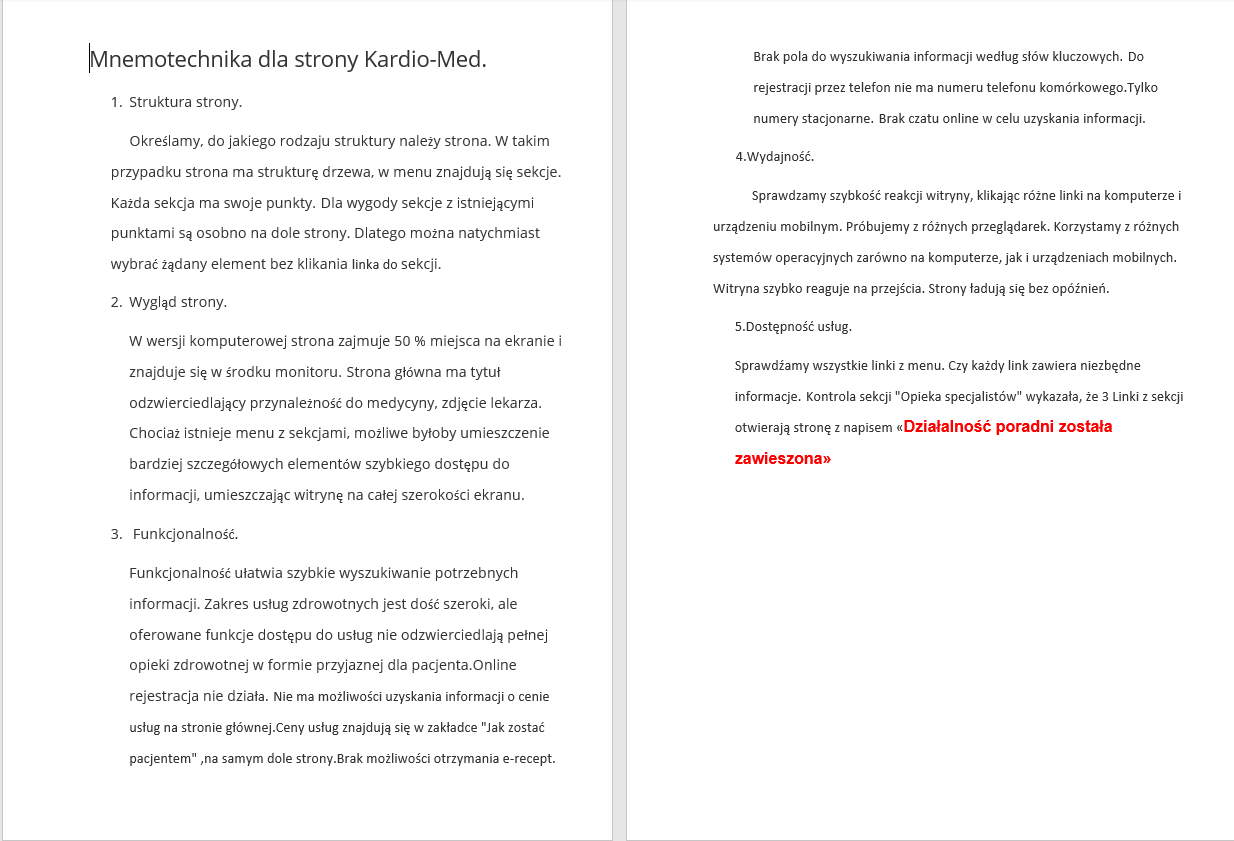 Mnemotechnika dla strony Kardio-Med.
1. Struktura strony.
Określamy, do jakiego rodzaju struktury należy strona. W takim
przypadku strona ma strukturę drzewa, w menu znajdują się sekcje.
Każda sekcja ma swoje punkty. Dla wygody sekcje z istniejącymi
punktami są osobno na dole strony. Dlatego można natychmiast
wybrać żądany element bez klikania linka do sekcji.
2. Wygląd strony.
W wersji komputerowej strona zajmuje 50 % miejsca na ekranie i
znajduje się w środku monitoru. Strona główna ma tytuł
odzwierciedlający przynależność do medycyny, zdjęcie lekarza.
Chociaż istnieje menu z sekcjami, możliwe byłoby umieszczenie
bardziej szczegółowych elementów szybkiego dostępu do
informacji, umieszczając witrynę na całej szerokości ekranu.
3. Funkcjonalność.
Funkcjonalność ułatwia szybkie wyszukiwanie potrzebnych
informacji. Zakres usług zdrowotnych jest dość szeroki, ale
oferowane funkcje dostępu do usług nie odzwierciedlają pełnej
opieki zdrowotnej w formie przyjaznej dla pacjenta.Online
rejestracja nie działa. Nie ma możliwości uzyskania informacji o cenie
usług na stronie głównej.Ceny usług znajdują się w zakładce "Jak zostać
pacjentem" ,na samym dole strony.Brak możliwości otrzymania e-recept.
Brak pola do wyszukiwania informacji według słów kluczowych. Do
rejestracji przez telefon nie ma numeru telefonu komórkowego.Tylko
numery stacjonarne. Brak czatu online w celu uzyskania informacji.
4.Wydajność.
Sprawdzamy szybkość reakcji witryny, klikając różne linki na komputerze i
urządzeniu mobilnym. Próbujemy z różnych przeglądarek. Korzystamy z różnych
systemów operacyjnych zarówno na komputerze, jak i urządzeniach mobilnych.
Witryna szybko reaguje na przejścia. Strony ładują się bez opóźnień.
5.Dostępność usług.
Sprawdźamy wszystkie linki z menu. Czy każdy link zawiera niezbędne
informacje. Kontrola sekcji "Opieka specjalistów" wykazała, że 3 Linki z sekcji
otwierają stronę z napisem «Działalność poradni została
zawieszona»